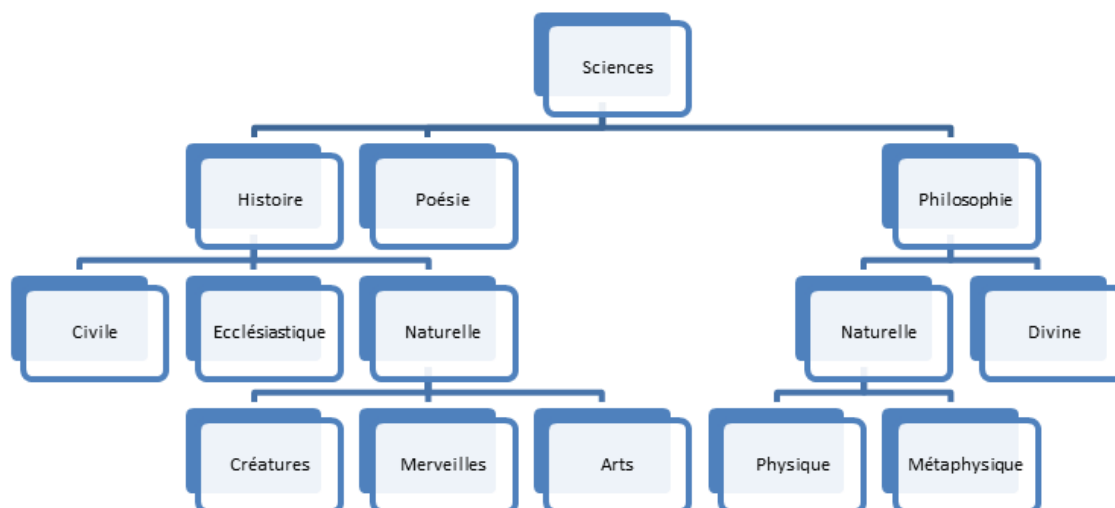 Sciences
Histoire
Poésie
Philosophie
Civile
Ecclésiastique
Naturelle
Naturelle
Divine
Créatures
Merveilles
Arts
Physique
Métaphysique